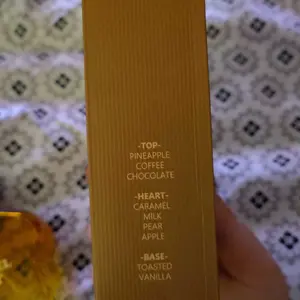 -TOP-
PINEAPPLE
COFFEE
CHOCOLATE
-HEART-
CARAMEL
MILK
PEAR
APPLE
-BASE-
TOASTED
VANILLA